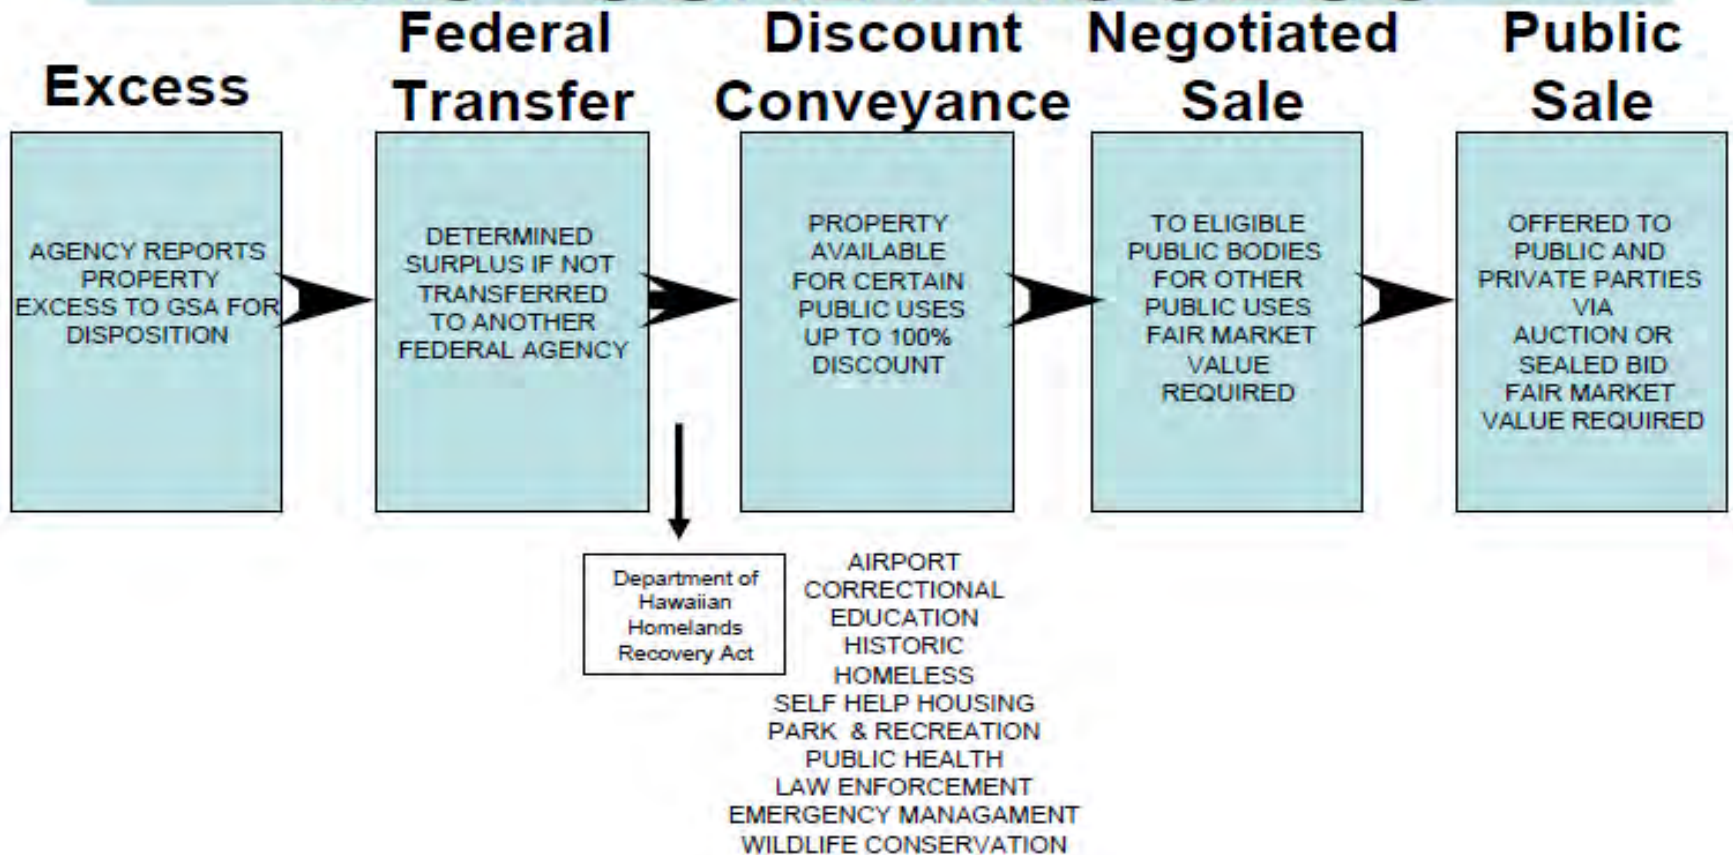 Excess
AGENCY REPORTS
PROPERTY
EXCESS TO GSA FOR
DISPOSITION
Federal
Transfer
DETERMINED
SURPLUS IF NOT
TRANSFERRED
TO ANOTHER
FEDERAL AGENCY
Department of
Hawaiian
Homelands
Recovery Act
Discount
Conveyance
PROPERTY
AVAILABLE
FOR CERTAIN
PUBLIC USES
UP TO 100%
DISCOUNT
AIRPORT
CORRECTIONAL
EDUCATION
HISTORIC
HOMELESS
SELF HELP HOUSING
PARK & RECREATION
PUBLIC HEALTH
LAW ENFORCEMENT
EMERGENCY MANAGAMENT
WILDLIFE CONSERVATION
Negotiated
Sale
TO ELIGIBLE
PUBLIC BODIES
FOR OTHER
PUBLIC USES
FAIR MARKET
VALUE
REQUIRED
Public
Sale
OFFERED TO
PUBLIC AND
PRIVATE PARTIES
VIA
AUCTION OR
SEALED BID
FAIR MARKET
VALUE REQUIRED